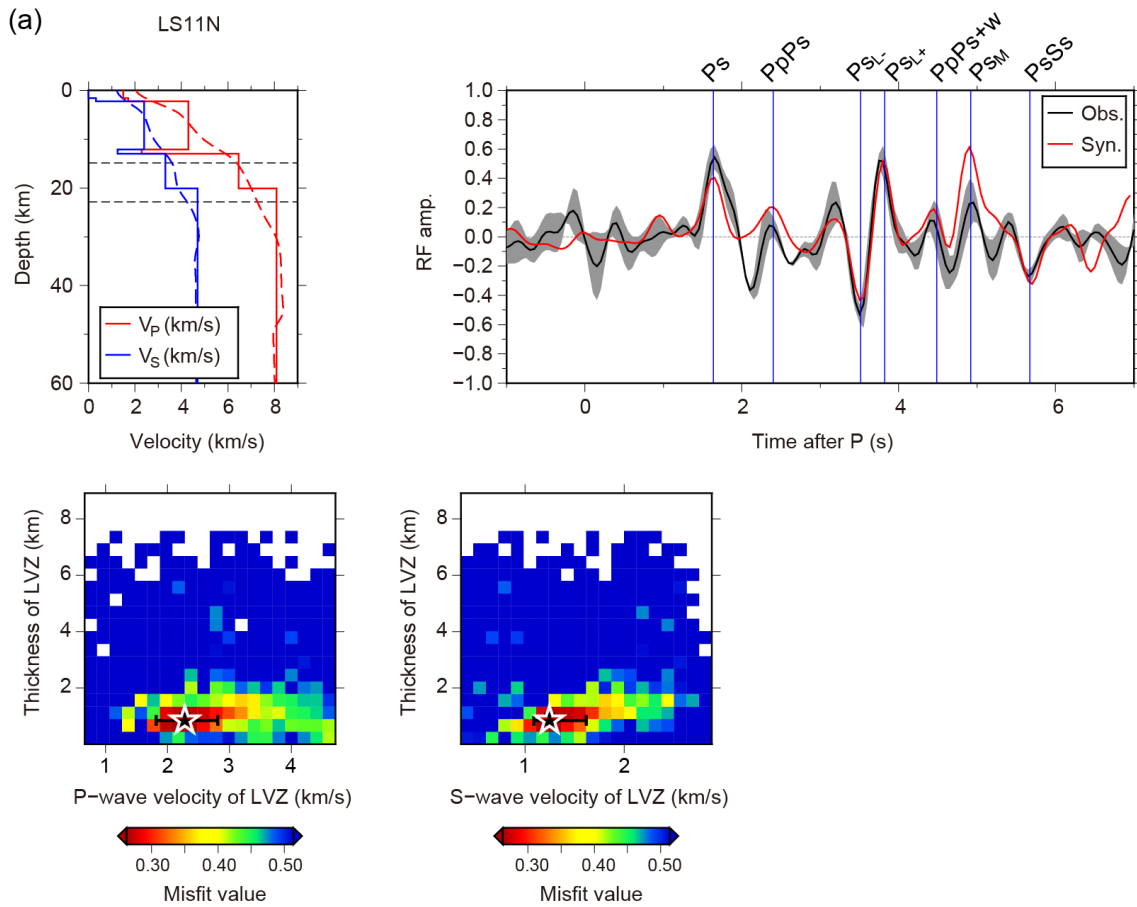 (a)
LS11N
Depth (km)
0
20
40
60
V_P (km/s)
V_S (km/s)
0 2 4 6 8
Velocity (km/s)
Ps PpPs Ps_L- Ps_L+ PpPs+w Ps_M PsSs
RF amp.
1.0
0.8
0.6
0.4
0.2
0.0
−0.2
−0.4
−0.6
−0.8
−1.0
Obs.
Syn.
0 2 4 6
Time after P (s)
Thickness of LVZ (km)
8
6
4
2
1 2 3 4
P−wave velocity of LVZ (km/s)
0.30 0.40 0.50
Misfit value
Thickness of LVZ (km)
8
6
4
2
1 2
S−wave velocity of LVZ (km/s)
0.30 0.40 0.50
Misfit value